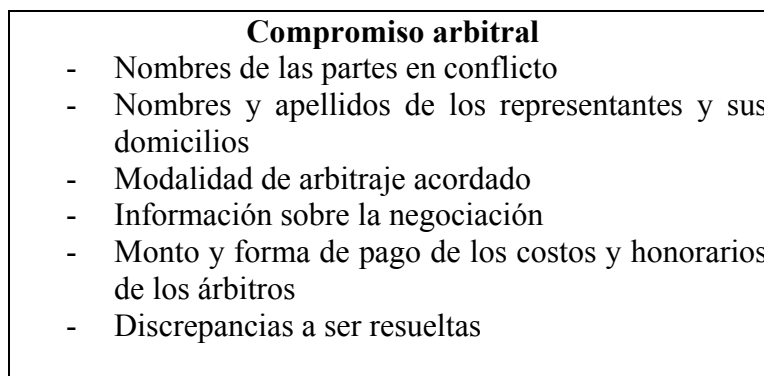 Compromiso arbitral
- Nombres de las partes en conflicto
- Nombres y apellidos de los representantes y sus
domicilios
- Modalidad de arbitraje acordado
- Información sobre la negociación
- Monto y forma de pago de los costos y honorarios
de los árbitros
- Discrepancias a ser resueltas